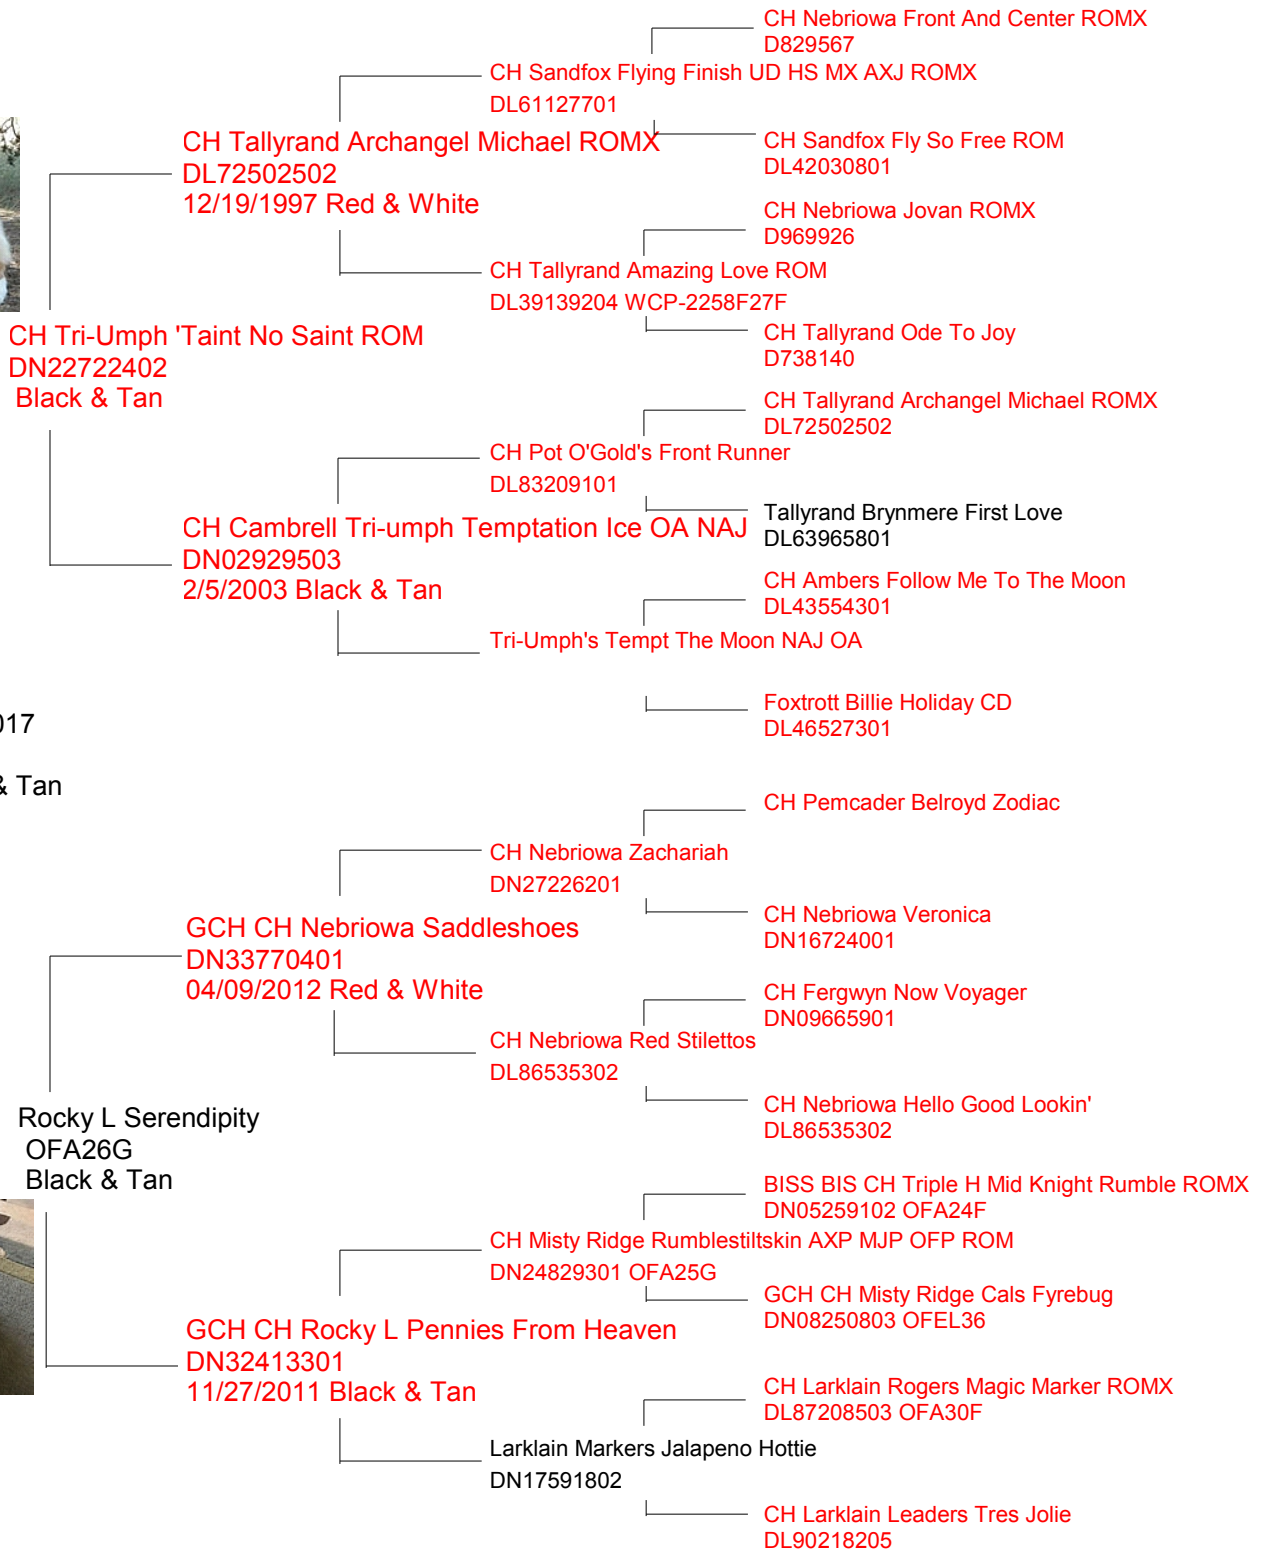 CH Nebriowa Front And Center ROMX
D829567
CH Sandfox Flying Finish UD HS MX AXJ ROMX
DL61127701
CH Tallyrand Archangel Michael ROMX
DL72502502
12/19/1997 Red & White
CH Sandfox Fly So Free ROM
DL42030801
CH Nebriowa Jovan ROMX
D969926
CH Tallyrand Amazing Love ROM
DL39139204 WCP-2258F27F
CH Tallyrand Ode To Joy
D738140
CH Tri-Umph 'Taint No Saint ROM
DN22722402
Black & Tan
CH Tallyrand Archangel Michael ROMX
DL72502502
CH Pot O'Gold's Front Runner
DL83209101
Tallyrand Brynmere First Love
DL63965801
CH Cambrell Tri-umph Temptation Ice OA NAJ
DN02929503
2/5/2003 Black & Tan
CH Ambers Follow Me To The Moon
DL43554301
Tri-Umph's Tempt The Moon NAJ OA
Foxtrott Billie Holiday CD
DL46527301
017
& Tan
CH Pemcader Belroyd Zodiac
CH Nebriowa Zachariah
DN27226201
CH Nebriowa Veronica
DN16724001
GCH CH Nebriowa Saddleshoes
DN33770401
04/09/2012 Red & White
CH Fergwyn Now Voyager
DN09665901
CH Nebriowa Red Stilettos
DL86535302
CH Nebriowa Hello Good Lookin'
DL86535302
Rocky L Serendipity
OFA26G
Black & Tan
BISS BIS CH Triple H Mid Knight Rumble ROMX
DN05259102 OFA24F
CH Misty Ridge Rumblestiltskin AXP MJP OFP ROM
DN24829301 OFA25G
GCH CH Misty Ridge Cals Fyrebug
DN08250803 OFEL36
GCH CH Rocky L Pennies From Heaven
DN32413301
11/27/2011 Black & Tan
CH Larklain Rogers Magic Marker ROMX
DL87208503 OFA30F
Larklain Markers Jalapeno Hottie
DN17591802
CH Larklain Leaders Tres Jolie
DL90218205